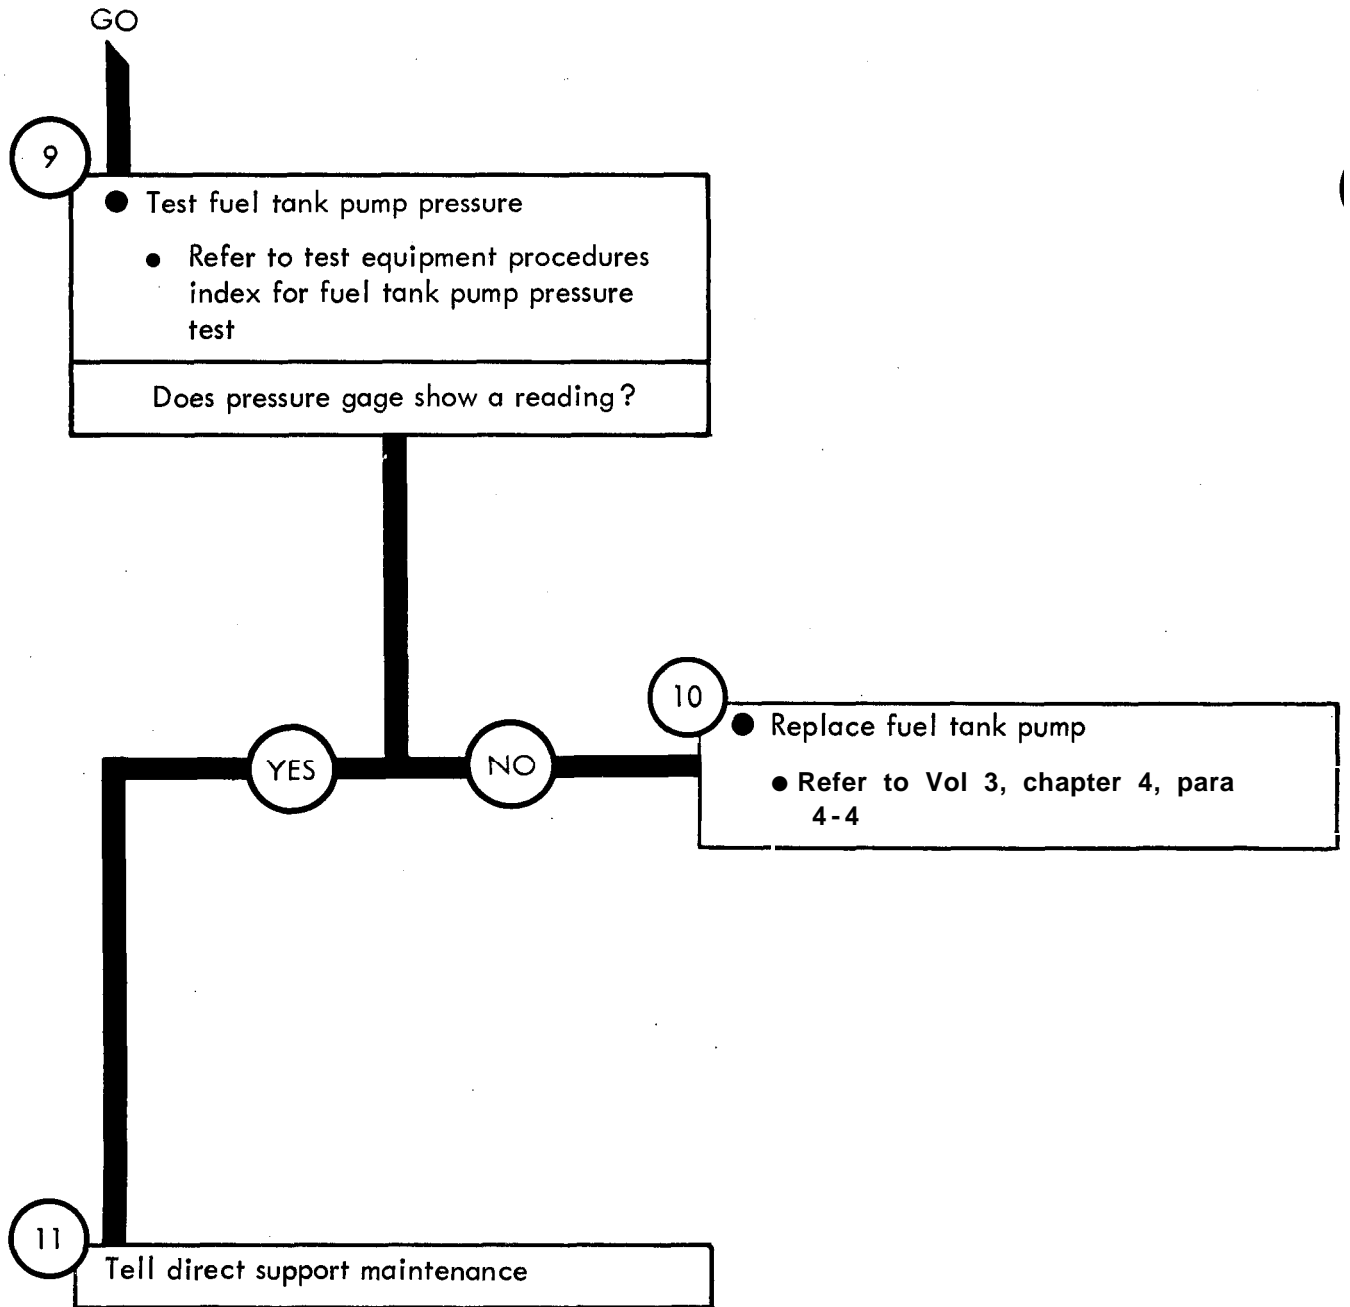 GO
9
● Test fuel tank pump pressure
● Refer to test equipment procedures
index for fuel tank pump pressure
test
Does pressure gage show a reading?
10
● Replace fuel tank pump
● Refer to Vol 3, chapter 4, para
4-4
YES
NO
11
Tell direct support maintenance